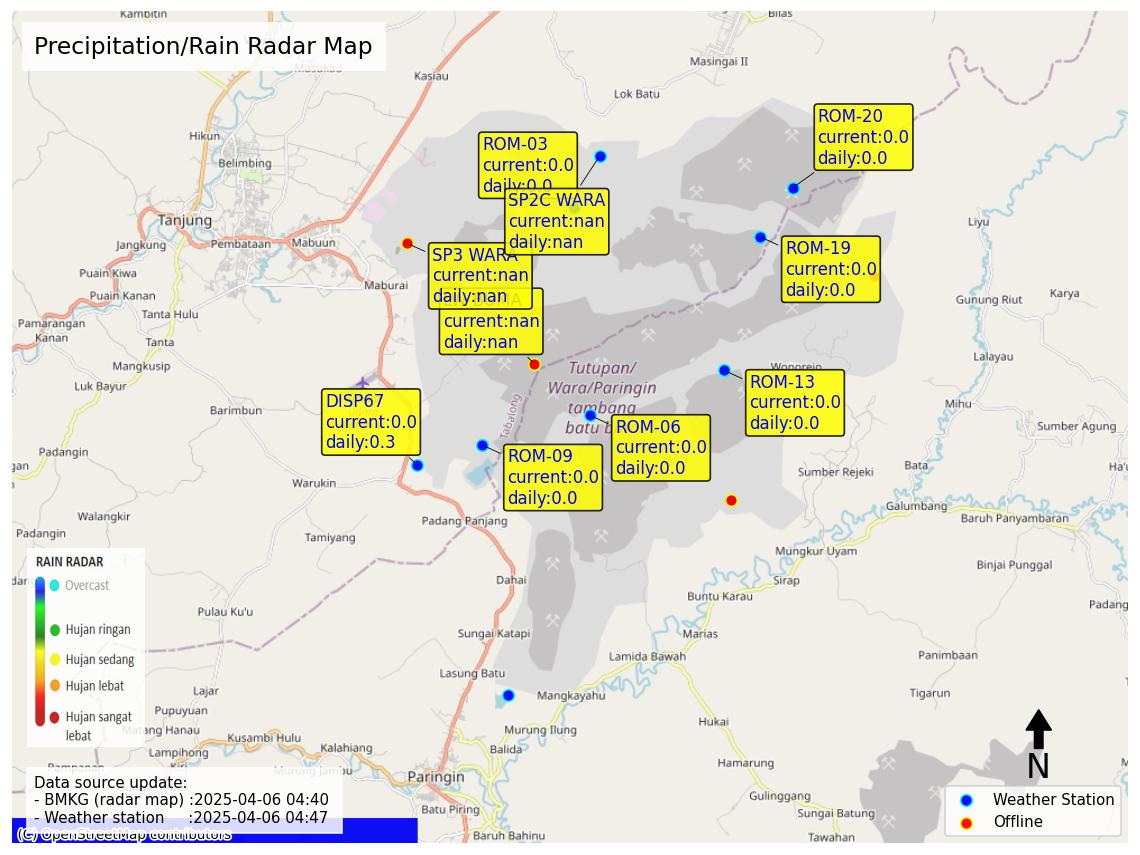 Kambitin
Bilas
Precipitation/Rain Radar Map
Masukau
Kasiau
Masingai II
Lok Batu
Hikun
Belimbing
ROM-03
current:0.0
daily:0.0
ROM-20
current:0.0
daily:0.0
SP2C WARA
current:nan
daily:nan
Tanjung
Jangkung
Pembataan
Mabuun
Liyu
SP3 WARA
current:nan
daily:nan
ROM-19
current:0.0
daily:0.0
Puain Kiwa
Maburai
Puain Kanan
Tanta Hulu
current:nan
daily:nan
Gunung Riut
Karya
Pamarangan
Kanan
Tanta
Mangkusip
Lalayau
Luk Bayur
Tutupan/
Wara/Paringin
tambang
batu b
Wonorejo
ROM-13
current:0.0
daily:0.0
DISP67
current:0.0
daily:0.3
Barimbun
Tabalong
Mihu
ROM-06
current:0.0
daily:0.0
Sumber Agung
Padangin
ROM-09
current:0.0
daily:0.0
Bata
Sumber Rejeki
Warukin
Galumbang
Walangkir
Padang Panjang
Baruh Panyambaran
Padangin
Tamiyang
Mungkur Uyam
Binjai Punggal
RAIN RADAR
Overcast
Hujan ringan
Hujan sedang
Hujan lebat
Hujan sangat
lebat
Dahai
Sirap
Buntu Karau
Padang
Pulau Ku'u
Sungai Katapi
Marias
Lamida Bawah
Panimbaan
Lasung Batu
Lajar
Mangkayahu
Tigarun
Pupuyuan
Matang Hanau
Kusambi Hulu
Murung Ilung
Hukai
Lampihong
Kalahiang
Balida
Hamarung
Murung Jambu
Paringin
Gulinggang
Batu Piring
Sungai Batung
Baruh Bahinu
Tawahan
Data source update:
- BMKG (radar map) :2025-04-06 04:40
- Weather station :2025-04-06 04:47
(C) OpenStreetMap contributors
N
Weather Station
Offline